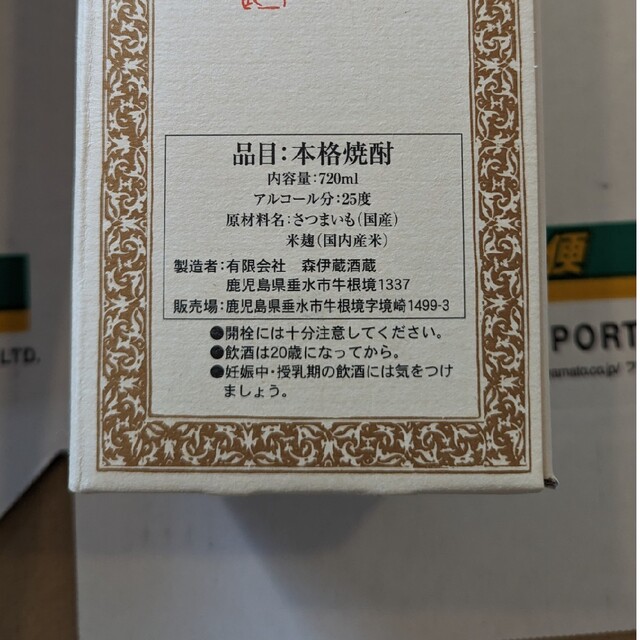 品目：本格焼酎
内容量：720ml
アルコール分：25度
原材料名：さつまいも（国産）
米麹（国内産米）
製造者：有限会社　森伊蔵酒蔵
鹿児島県垂水市牛根境1337
販売場：鹿児島県垂水市牛根境字境崎1499-3
●開栓には十分注意してください。
●飲酒は20歳になってから。
●妊娠中・授乳期の飲酒には気をつけ
ましょう。
LTD.
便
PORT
amato.co.jp/